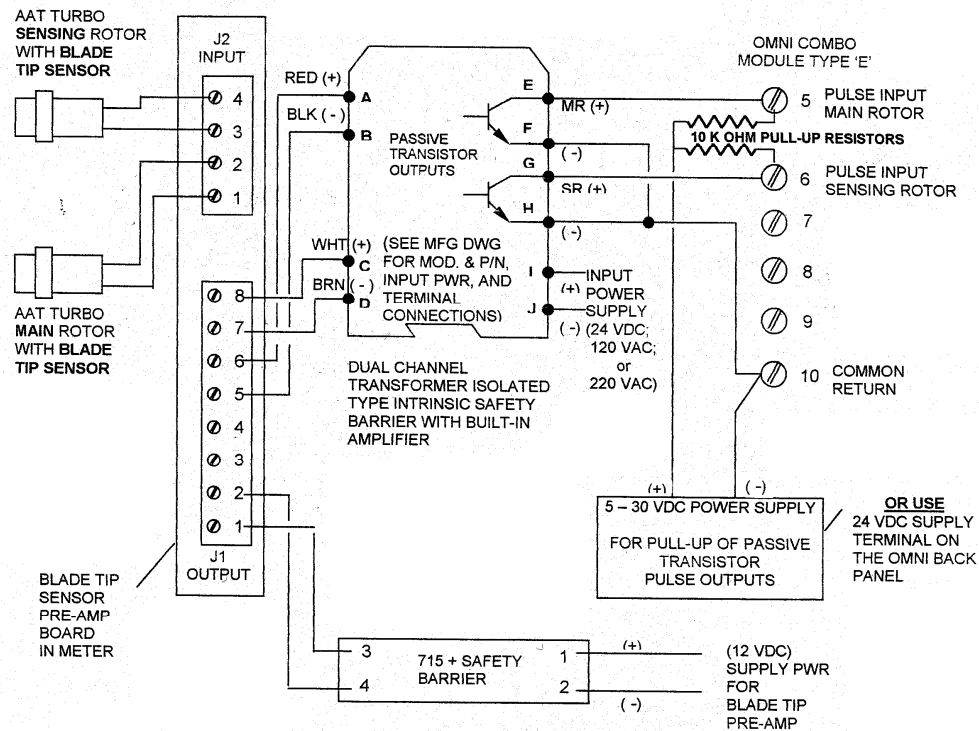 AAT TURBO
SENSING ROTOR
WITH BLADE
TIP SENSOR
J2
INPUT
4
3
2
1
AAT TURBO
MAIN ROTOR
WITH BLADE
TIP SENSOR
8
7
6
5
4
3
2
1
J1
OUTPUT
BLADE TIP
SENSOR
PRE-AMP
BOARD
IN METER
RED (+)
A
BLK (-)
B
PASSIVE
TRANSISTOR
OUTPUTS
WHT (+)
C
BRN (-)
D
(SEE MFG DWG
FOR MOD. & P/N,
INPUT PWR, AND
TERMINAL
CONNECTIONS)
E
MR (+)
F
(-)
G
SR (+)
H
(-)
I
(+)
J
(-)
INPUT
POWER
SUPPLY
(24 VDC;
120 VAC;
or
220 VAC)
DUAL CHANNEL
TRANSFORMER ISOLATED
TYPE INTRINSIC SAFETY
BARRIER WITH BUILT-IN
AMPLIFIER
OMNI COMBO
MODULE TYPE 'E'
5 PULSE INPUT
MAIN ROTOR
10 K OHM PULL-UP RESISTORS
6 PULSE INPUT
SENSING ROTOR
7
8
9
10 COMMON
RETURN
(+)
(-)
5 – 30 VDC POWER SUPPLY
FOR PULL-UP OF PASSIVE
TRANSISTOR
PULSE OUTPUTS
OR USE
24 VDC SUPPLY
TERMINAL ON
THE OMNI BACK
PANEL
3
4
715 + SAFETY
BARRIER
1
2
(+)
(-)
(12 VDC)
SUPPLY PWR
FOR
BLADE TIP
PRE-AMP